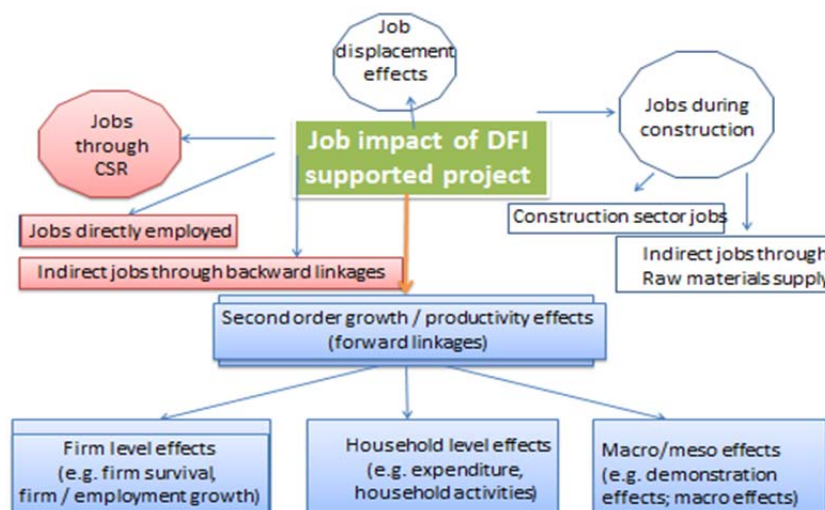 Job
displacement
effects
Jobs
through
CSR
Job impact of DFI
supported project
Jobs during
construction
Jobs directly employed
Construction sector jobs
Indirect jobs through backward linkages
Indirect jobs through
Raw materials supply
Second order growth / productivity effects
(forward linkages)
Firm level effects
(e.g. firm survival,
firm / employment growth)
Household level effects
(e.g. expenditure,
household activities)
Macro/meso effects
(e.g. demonstration
effects; macro effects)